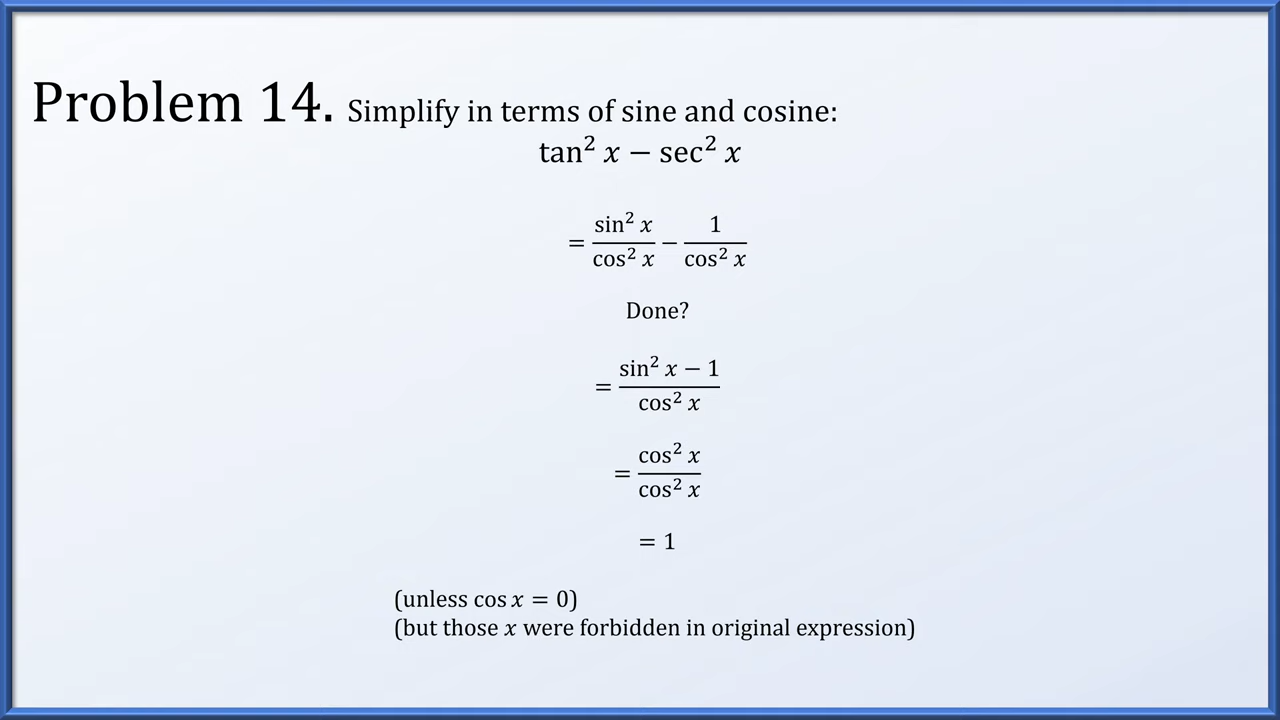 Problem 14. Simplify in terms of sine and cosine:
tan² x − sec² x
= sin² x / cos² x − 1 / cos² x
Done?
= (sin² x − 1) / cos² x
= cos² x / cos² x
= 1
(unless cos x = 0)
(but those x were forbidden in original expression)